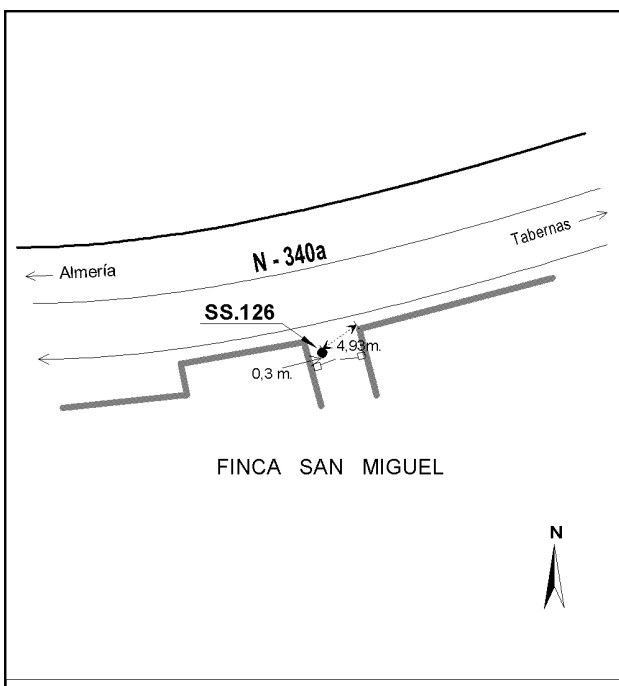 Tabernas
N - 340a
Almería
SS.126
4,93m.
0,3 m.
FINCA SAN MIGUEL
N